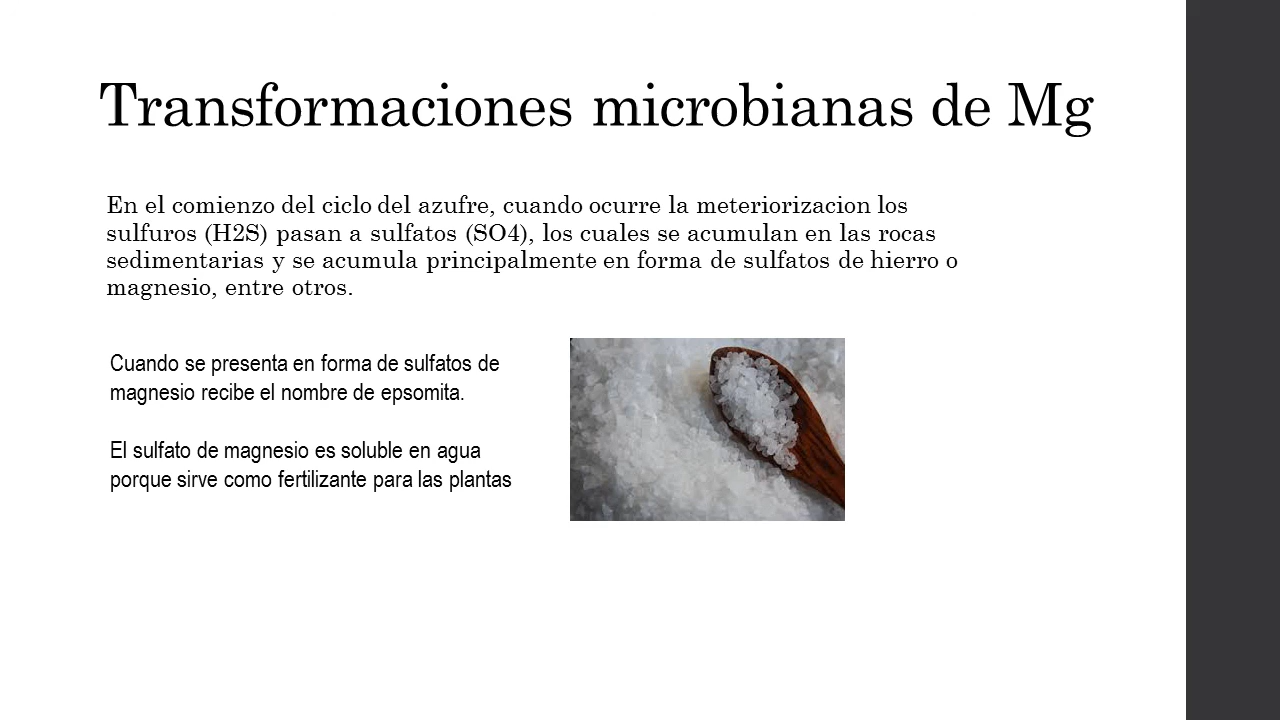 Transformaciones microbianas de Mg
En el comienzo del ciclo del azufre, cuando ocurre la meteriorizacion los
sulfuros (H2S) pasan a sulfatos (SO4), los cuales se acumulan en las rocas
sedimentarias y se acumula principalmente en forma de sulfatos de hierro o
magnesio, entre otros.
Cuando se presenta en forma de sulfatos de
magnesio recibe el nombre de epsomita.
El sulfato de magnesio es soluble en agua
porque sirve como fertilizante para las plantas